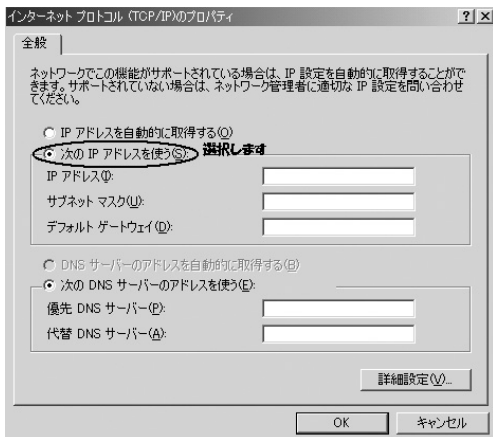 インターネット プロトコル (TCP/IP)のプロパティ
全般
ネットワークでこの機能がサポートされている場合は、IP 設定を自動的に取得することがで
きます。サポートされていない場合は、ネットワーク管理者に適切な IP 設定を問い合わせ
てください。
IP アドレスを自動的に取得する(O)
次の IP アドレスを使う(S): 選択します
IP アドレス(I):
サブネット マスク(U):
デフォルト ゲートウェイ(D):
DNS サーバーのアドレスを自動的に取得する(B)
次の DNS サーバーのアドレスを使う(E):
優先 DNS サーバー(P):
代替 DNS サーバー(A):
詳細設定(V)...
OK キャンセル